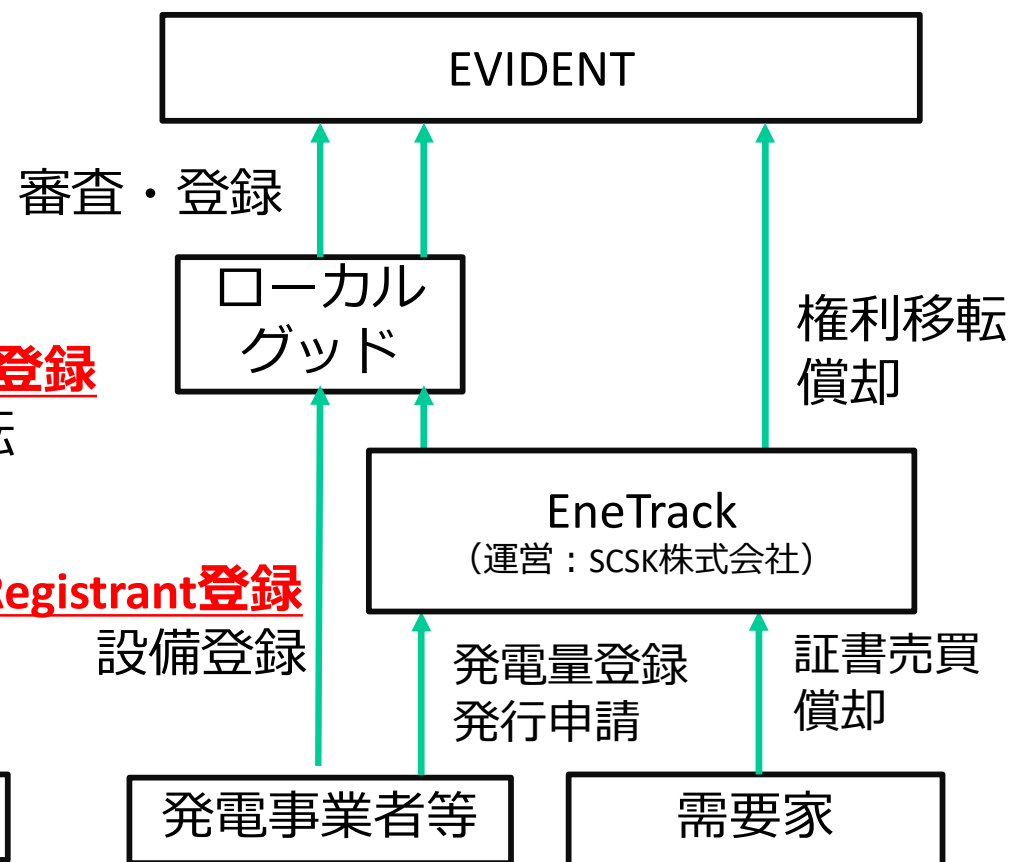 EVIDENT
審査・登録
ローカル
グッド
権利移転
償却
登録
EneTrack
（運営：SCSK株式会社）
Registrant登録
設備登録
発電量登録
発行申請
証書売買
償却
発電事業者等
需要家